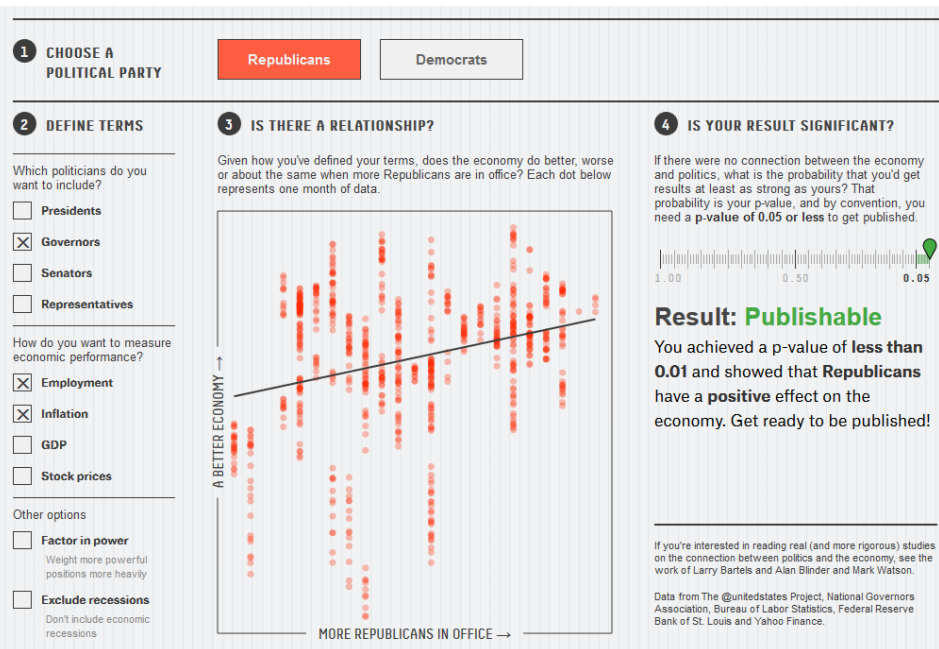 1 CHOOSE A
POLITICAL PARTY
Republicans
Democrats
2 DEFINE TERMS
Which politicians do you
want to include?
Presidents
Governors
Senators
Representatives
How do you want to measure
economic performance?
Employment
Inflation
GDP
Stock prices
Other options
Factor in power
Weight more powerful
positions more heavily
Exclude recessions
Don't include economic
recessions
3 IS THERE A RELATIONSHIP?
Given how you've defined your terms, does the economy do better, worse
or about the same when more Republicans are in office? Each dot below
represents one month of data.
A BETTER ECONOMY →
MORE REPUBLICANS IN OFFICE →
4 IS YOUR RESULT SIGNIFICANT?
If there were no connection between the economy
and politics, what is the probability that you'd get
results at least as strong as yours? That
probability is your p-value, and by convention, you
need a p-value of 0.05 or less to get published.
1.00 0.50 0.05
Result: Publishable
You achieved a p-value of less than
0.01 and showed that Republicans
have a positive effect on the
economy. Get ready to be published!
If you're interested in reading real (and more rigorous) studies
on the connection between politics and the economy, see the
work of Larry Bartels and Alan Blinder and Mark Watson.
Data from The @unitedstates Project, National Governors
Association, Bureau of Labor Statistics, Federal Reserve
Bank of St. Louis and Yahoo Finance.